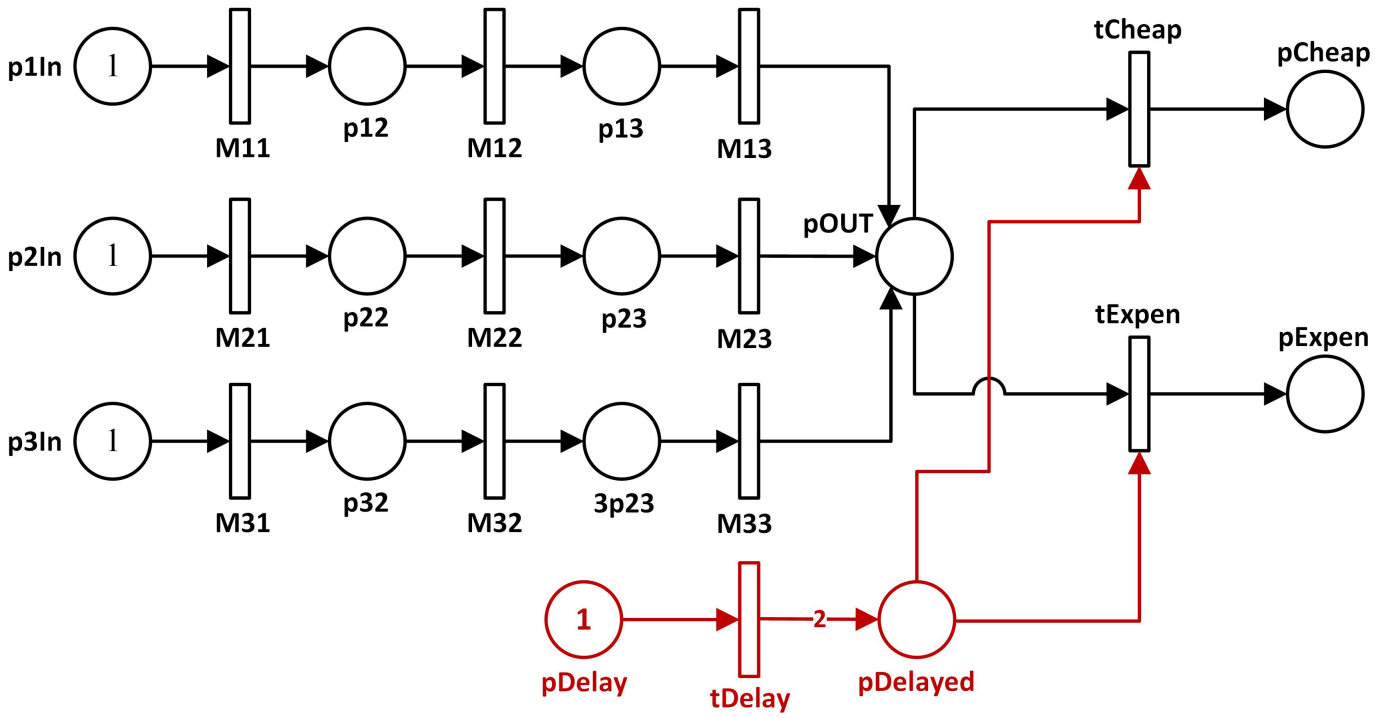 tCheap
pCheap
p1In
1
p12
p13
M11
M12
M13
pOUT
p2In
1
tExpen
pExpen
p22
p23
M21
M22
M23
p3In
1
p32
3p23
M31
M32
M33
1
2
pDelay
tDelay
pDelayed